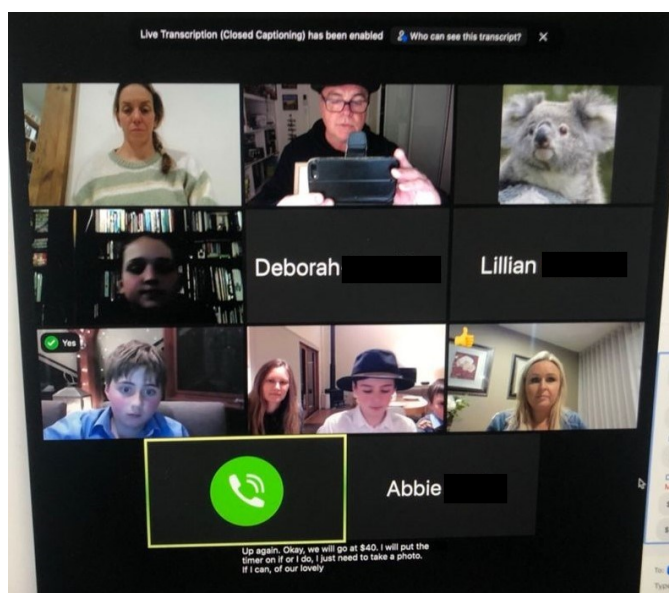 Live Transcription (Closed Captioning) has been enabled
Who can see this transcript?
X
Deborah
Lillian
Yes
Abbie
Up again. Okay, we will go at $40. I will put the
timer on if or I do, I just need to take a photo.
If I can, of our lovely
To:
Type